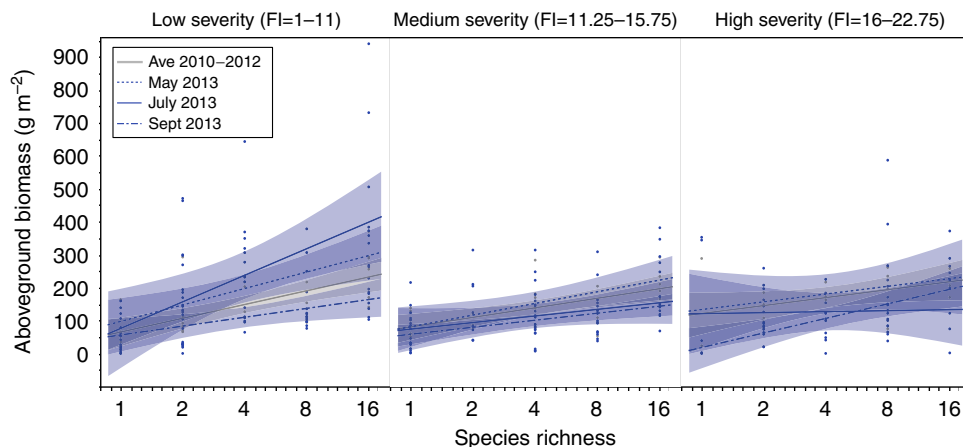 Low severity (FI=1–11) Medium severity (FI=11.25–15.75) High severity (FI=16–22.75)
Aboveground biomass (g m⁻²)
900
800
700
600
500
400
300
200
100
0
Ave 2010–2012
May 2013
July 2013
Sept 2013
1 2 4 8 16 1 2 4 8 16 1 2 4 8 16
Species richness